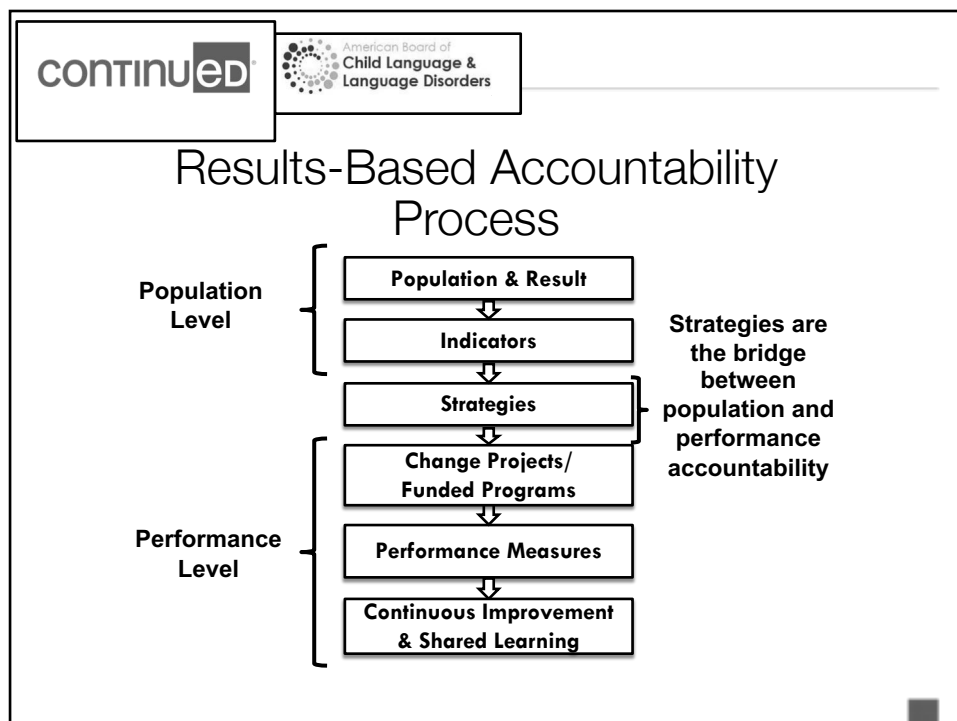 continued
American Board of
Child Language &
Language Disorders
Results-Based Accountability
Process
Population
Level
Population & Result
Indicators
Strategies
Strategies are
the bridge
between
population and
performance
accountability
Performance
Level
Change Projects/
Funded Programs
Performance Measures
Continuous Improvement
& Shared Learning